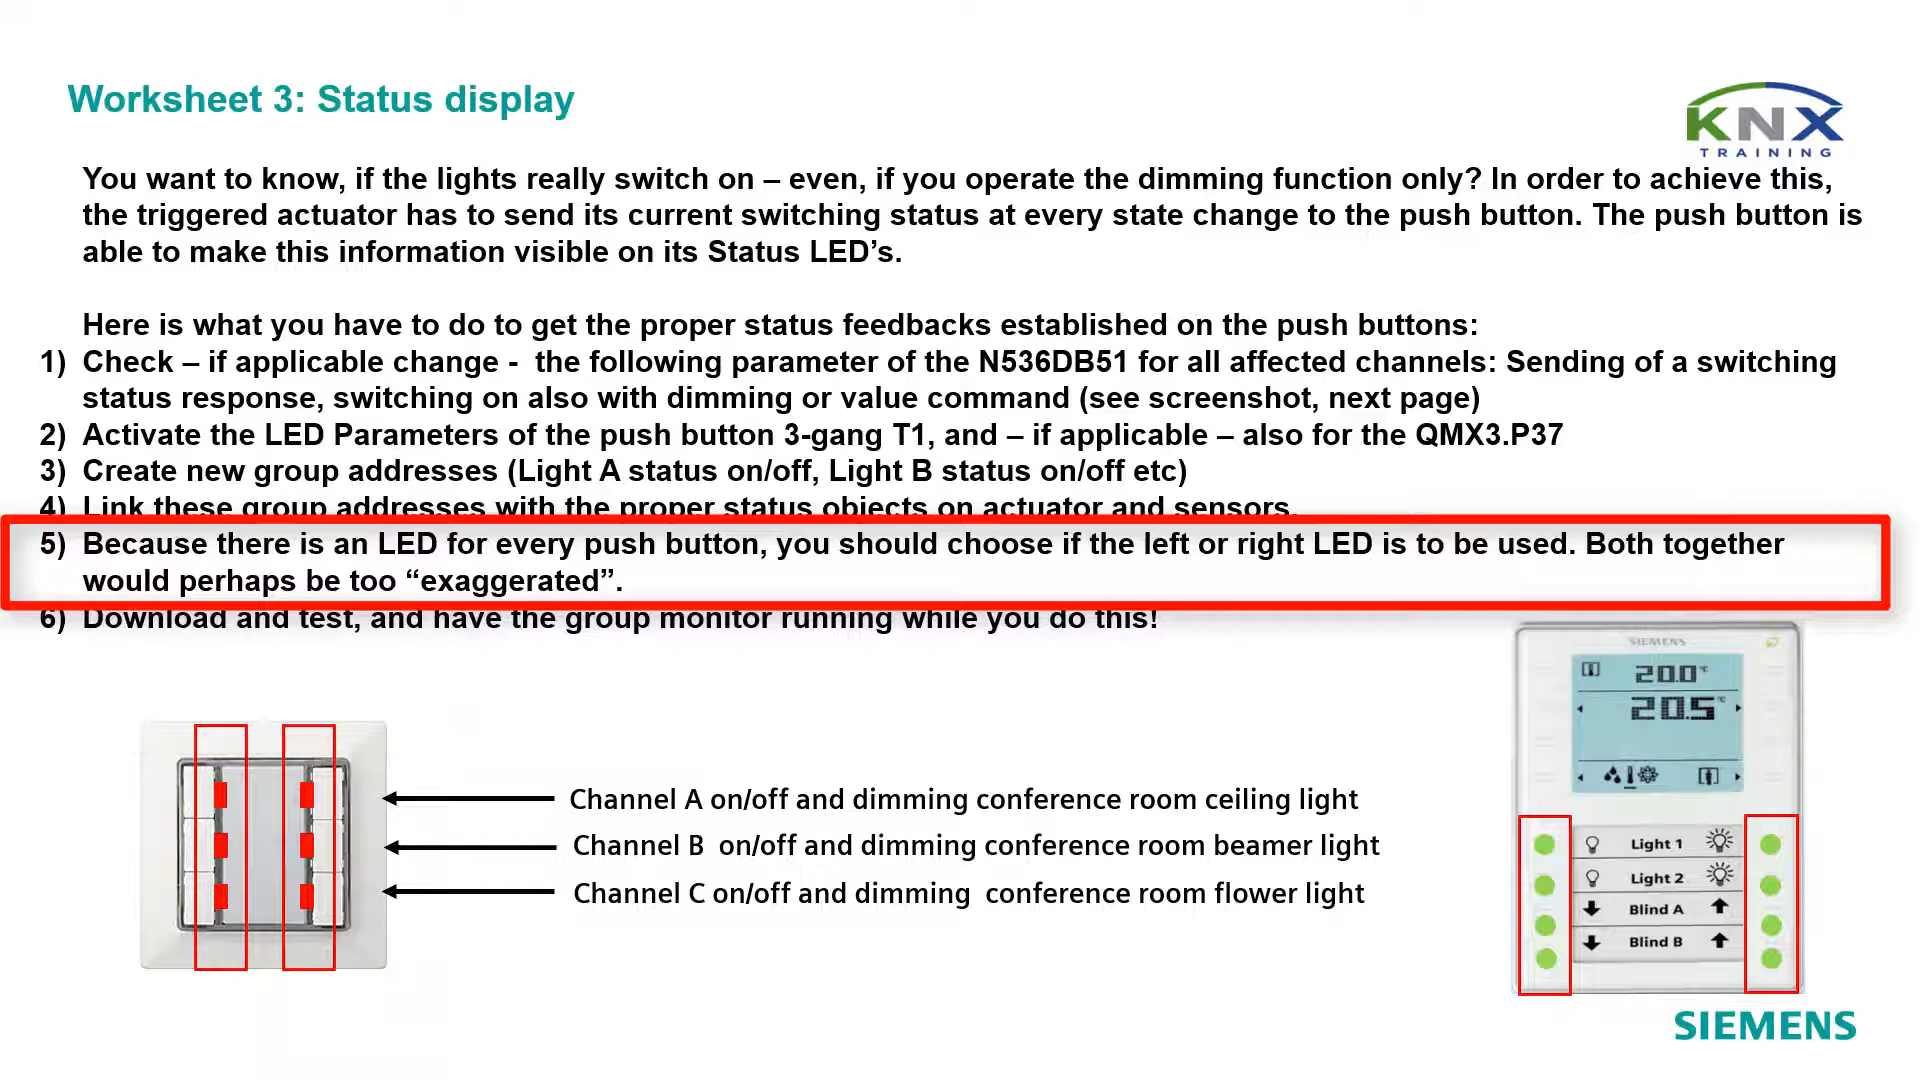 Worksheet 3: Status display
KNX
TRAINING
You want to know, if the lights really switch on – even, if you operate the dimming function only? In order to achieve this,
the triggered actuator has to send its current switching status at every state change to the push button. The push button is
able to make this information visible on its Status LED’s.
Here is what you have to do to get the proper status feedbacks established on the push buttons:
1) Check – if applicable change - the following parameter of the N536DB51 for all affected channels: Sending of a switching
status response, switching on also with dimming or value command (see screenshot, next page)
2) Activate the LED Parameters of the push button 3-gang T1, and – if applicable – also for the QMX3.P37
3) Create new group addresses (Light A status on/off, Light B status on/off etc)
4) Link these group addresses with the proper status objects on actuator and sensors.
5) Because there is an LED for every push button, you should choose if the left or right LED is to be used. Both together
would perhaps be too “exaggerated”.
6) Download and test, and have the group monitor running while you do this!
SIEMENS
20.0°C
20.5°C
Channel A on/off and dimming conference room ceiling light
Channel B on/off and dimming conference room beamer light
Channel C on/off and dimming conference room flower light
Light 1
Light 2
Blind A
Blind B
SIEMENS